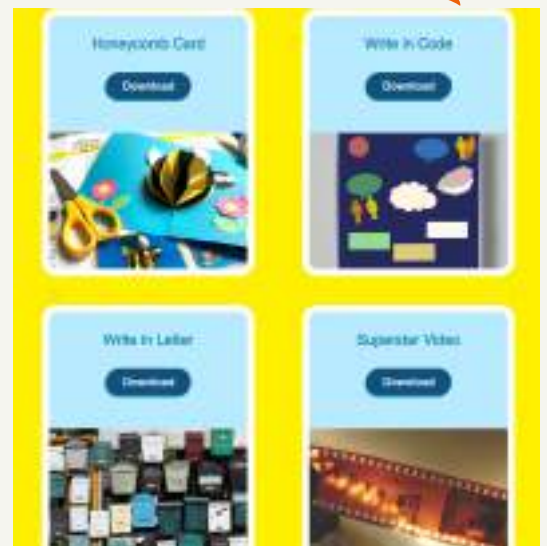 Honeycomb Card
Download
Write in Code
Download
Write in Letter
Download
Superstar Video
Download